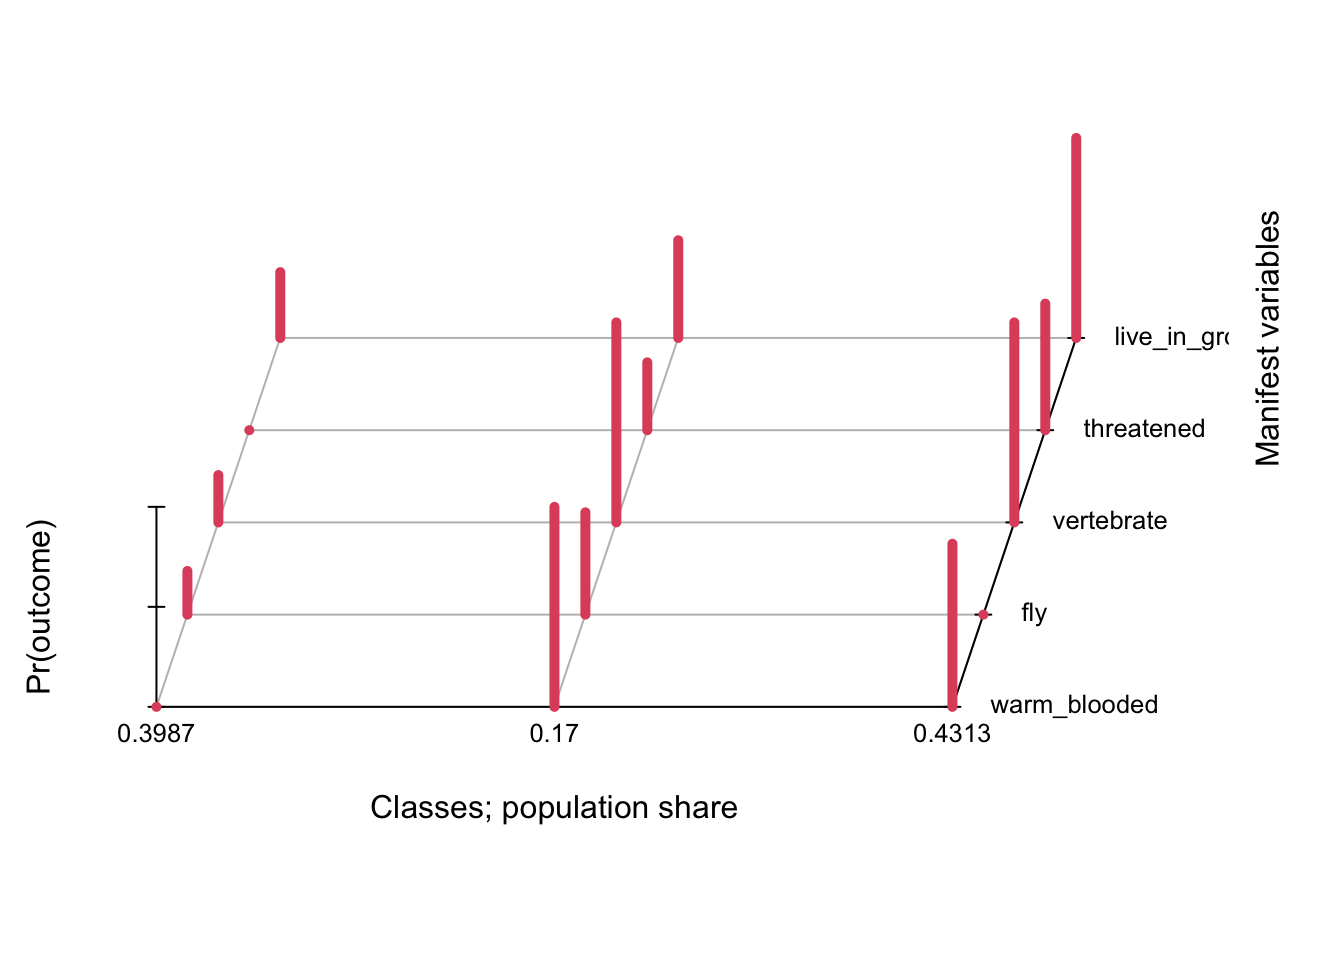 live_in_gro
threatened
vertebrate
fly
warm_blooded
Manifest variables
Pr(outcome)
0.3987 0.17 0.4313
Classes; population share